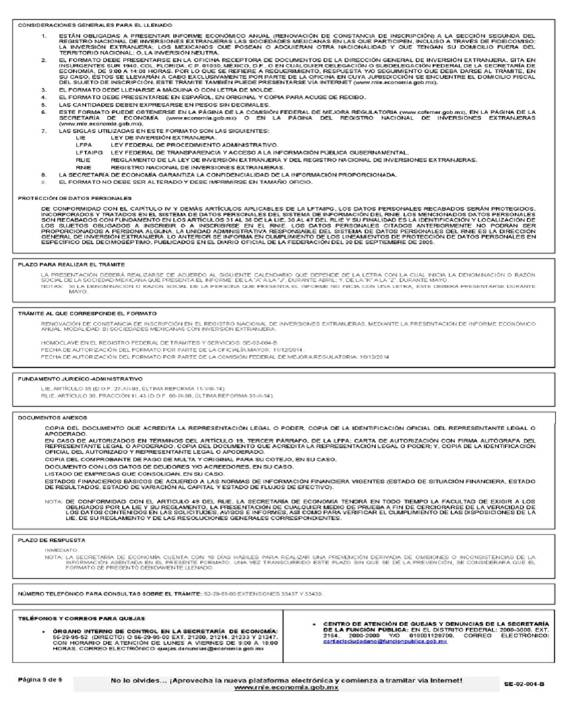 CONSIDERACIONES GENERALES PARA EL LLENADO
1. ESTÁN OBLIGADOS A PRESENTAR INFORME ECONÓMICO ANUAL (RENOVACIÓN DE CONSTANCIA DE INSCRIPCIÓN) A LA SECCIÓN SEGUNDA DEL
REGISTRO NACIONAL DE INVERSIONES EXTRANJERAS LAS SOCIEDADES MEXICANAS EN LAS QUE PARTICIPEN, INCLUSO A TRAVÉS DE FIDEICOMISO:
LA INVERSIÓN EXTRANJERA; LOS MEXICANOS QUE POSEAN O ADQUIERAN OTRA NACIONALIDAD Y QUE TENGAN SU DOMICILIO FUERA DEL
TERRITORIO NACIONAL, O LA INVERSIÓN NEUTRA.
2. EL FORMATO DEBE PRESENTARSE EN LA OFICINA RECEPTORA DE DOCUMENTOS DE LA DIRECCIÓN GENERAL DE INVERSIÓN EXTRANJERA, SITA EN
INSURGENTES SUR 1940, COL. FLORIDA, C.P. 01030, MÉXICO, D.F., O EN CUALQUIER DELEGACIÓN O SUBDELEGACIÓN FEDERAL DE LA SECRETARÍA DE
ECONOMÍA, DE 9:00 A 14:00 HORAS. POR LO QUE SE REFIERE A REQUERIMIENTO, RESPUESTA Y/O SEGUIMIENTO QUE DEBA DARSE AL TRÁMITE, EN
SU CASO, ÉSTOS SE LLEVARÁN A CABO EXCLUSIVAMENTE POR PARTE DE LA OFICINA EN CUYA JURISDICCIÓN SE ENCUENTRE EL DOMICILIO FISCAL
DEL SUJETO DE INSCRIPCIÓN. ESTE TRÁMITE TAMBIÉN PUEDE PRESENTARSE VÍA INTERNET (www.rnie.economia.gob.mx).
3. EL FORMATO DEBE LLENARSE A MÁQUINA O CON LETRA DE MOLDE.
4. EL FORMATO DEBE PRESENTARSE EN ESPAÑOL, EN ORIGINAL Y COPIA PARA ACUSE DE RECIBO.
5. LAS CANTIDADES DEBEN EXPRESARSE EN PESOS SIN DECIMALES.
6. ESTE FORMATO PUEDE OBTENERSE EN LA PÁGINA DE LA COMISIÓN FEDERAL DE MEJORA REGULATORIA (www.cofemer.gob.mx), EN LA PÁGINA DE LA
SECRETARÍA DE ECONOMÍA (www.economia.gob.mx) O EN LA PÁGINA DEL REGISTRO NACIONAL DE INVERSIONES EXTRANJERAS
(www.rnie.economia.gob.mx).
7. LAS SIGLAS UTILIZADAS EN ESTE FORMATO SON LAS SIGUIENTES:
LIE LEY DE INVERSIÓN EXTRANJERA.
LFPA LEY FEDERAL DE PROCEDIMIENTO ADMINISTRATIVO.
LFTAIPG LEY FEDERAL DE TRANSPARENCIA Y ACCESO A LA INFORMACIÓN PÚBLICA GUBERNAMENTAL.
RLIE REGLAMENTO DE LA LEY DE INVERSIÓN EXTRANJERA Y DEL REGISTRO NACIONAL DE INVERSIONES EXTRANJERAS.
RNIE REGISTRO NACIONAL DE INVERSIONES EXTRANJERAS.
8. LA SECRETARÍA DE ECONOMÍA GARANTIZA LA CONFIDENCIALIDAD DE LA INFORMACIÓN PROPORCIONADA.
EL FORMATO NO DEBE SER ALTERADO Y DEBE IMPRIMIRSE EN TAMAÑO OFICIO.
PROTECCIÓN DE DATOS PERSONALES
DE CONFORMIDAD CON EL CAPÍTULO IV Y DEMÁS ARTÍCULOS APLICABLES DE LA LFTAIPG, LOS DATOS PERSONALES RECABADOS SERÁN PROTEGIDOS,
INCORPORADOS Y TRATADOS EN EL SISTEMA DE DATOS PERSONALES DEL SISTEMA DE INFORMACIÓN DEL RNIE. LOS MENCIONADOS DATOS PERSONALES
SON RECABADOS CON FUNDAMENTO EN LOS ARTÍCULOS 31 AL 38 DE LA LIE, 30 AL 47 DEL RLIE Y SU FINALIDAD ES LA IDENTIFICACIÓN Y LOCALIZACIÓN DE
LOS SUJETOS OBLIGADOS A INSCRIBIR O A INSCRIBIRSE EN EL RNIE. LOS DATOS PERSONALES CITADOS ANTERIORMENTE NO PODRÁN SER
PROPORCIONADOS A PERSONA ALGUNA. LA UNIDAD ADMINISTRATIVA RESPONSABLE DEL SISTEMA DE DATOS PERSONALES DEL RNIE ES LA DIRECCIÓN
GENERAL DE INVERSIÓN EXTRANJERA. LO ANTERIOR SE INFORMA EN CUMPLIMIENTO DE LOS LINEAMIENTOS DE PROTECCIÓN DE DATOS PERSONALES EN
ESPECÍFICO DEL DECIMOSÉPTIMO, PUBLICADOS EN EL DIARIO OFICIAL DE LA FEDERACIÓN DEL 30 DE SEPTIEMBRE DE 2005.
PLAZO PARA REALIZAR EL TRÁMITE
LA PRESENTACIÓN DEBERÁ REALIZARSE DE ACUERDO AL SIGUIENTE CALENDARIO QUE DEPENDE DE LA LETRA CON LA CUAL INICIA LA DENOMINACIÓN O RAZÓN
SOCIAL DE LA SOCIEDAD MEXICANA QUE PRESENTA EL INFORME: DE LA "A" A LA "J", DURANTE ABRIL, Y, DE LA "K" A LA "Z", DURANTE MAYO.
NOTAS: SI LA DENOMINACIÓN O RAZÓN SOCIAL DE LA PERSONA QUE PRESENTA EL INFORME NO INICIA CON UNA LETRA, ÉSTE DEBERÁ PRESENTARSE DURANTE
MAYO.
TRÁMITE AL QUE CORRESPONDE EL FORMATO
RENOVACIÓN DE CONSTANCIA DE INSCRIPCIÓN EN EL REGISTRO NACIONAL DE INVERSIONES EXTRANJERAS, MEDIANTE LA PRESENTACIÓN DE INFORME ECONÓMICO
ANUAL. MODALIDAD: B) SOCIEDADES MEXICANAS CON INVERSIÓN EXTRANJERA.
HOMOCLAVE EN EL REGISTRO FEDERAL DE TRÁMITES Y SERVICIOS: SE-02-004-B
FECHA DE AUTORIZACIÓN DEL FORMATO POR PARTE DE LA OFICIALÍA MAYOR: 11/12/2014
FECHA DE AUTORIZACIÓN DEL FORMATO POR PARTE DE LA COMISIÓN FEDERAL DE MEJORA REGULATORIA: 10/12/2014
FUNDAMENTO JURÍDICO-ADMINISTRATIVO
LIE, ARTÍCULO 35 (D.O.F. 27-XII-93, ÚLTIMA REFORMA 11-VIII-14)
RLIE, ARTÍCULO 38, FRACCIÓN II, 43 (D.O.F. ÚLTIMA REFORMA
DOCUMENTOS ANEXOS
COPIA DEL DOCUMENTO QUE ACREDITA LA REPRESENTACIÓN LEGAL O PODER, COPIA DE LA IDENTIFICACIÓN OFICIAL DEL REPRESENTANTE LEGAL O
APODERADO.
EN CASO DE AUTORIZADOS EN TÉRMINOS DEL ARTÍCULO 19, TERCER PÁRRAFO, DE LA LFPA: CARTA DE AUTORIZACIÓN CON FIRMA AUTÓGRAFA DEL
REPRESENTANTE LEGAL O APODERADO, COPIA DEL DOCUMENTO QUE ACREDITA LA REPRESENTACIÓN LEGAL O PODER; Y, COPIA DE LA IDENTIFICACIÓN
OFICIAL DEL AUTORIZADO Y REPRESENTANTE LEGAL O APODERADO.
COPIA DEL COMPROBANTE DE PAGO DE MULTA Y ORIGINAL PARA SU COTEJO, EN SU CASO.
DOCUMENTO CON LOS DATOS DE DEUDORES Y/O ACREEDORES, EN SU CASO.
LISTADO DE EMPRESAS QUE CONSOLIDAN, EN SU CASO.
ESTADOS FINANCIEROS BÁSICOS DE ACUERDO A LAS NORMAS DE INFORMACIÓN FINANCIERA VIGENTES (ESTADO DE SITUACIÓN FINANCIERA, ESTADO
DE RESULTADOS, ESTADO DE VARIACIÓN AL CAPITAL Y ESTADO DE FLUJOS DE EFECTIVO).
NOTA: DE CONFORMIDAD CON EL ARTÍCULO 49 DEL RLIE, LA SECRETARÍA DE ECONOMÍA TENDRÁ EN TODO TIEMPO LA FACULTAD DE EXIGIR A LOS
OBLIGADOS POR LA LIE Y SU REGLAMENTO, LA PRESENTACIÓN DE CUALQUIER MEDIO DE PRUEBA A FIN DE CERCIORARSE DE LA VERACIDAD DE
LOS DATOS CONTENIDOS EN LAS SOLICITUDES, AVISOS E INFORMES, ASÍ COMO PARA VERIFICAR EL CUMPLIMIENTO DE LAS DISPOSICIONES DE LA
LIE, DE SU REGLAMENTO Y DE LAS RESOLUCIONES GENERALES CORRESPONDIENTES.
PLAZO DE RESPUESTA
INMEDIATO
NOTA: LA SECRETARÍA DE ECONOMÍA CUENTA CON 10 DÍAS HÁBILES PARA REALIZAR UNA PREVENCIÓN DERIVADA DE OMISIONES O INCONSISTENCIAS DE LA
INFORMACIÓN ASENTADA EN EL PRESENTE FORMATO. UNA VEZ TRANSCURRIDO ESTE PLAZO SIN QUE SE DÉ LA PREVENCIÓN, SE CONSIDERARÁ QUE EL
FORMATO SE PRESENTÓ DEBIDAMENTE LLENADO.
NÚMERO TELEFÓNICO PARA CONSULTAS SOBRE EL TRÁMITE: 52-29-61-00 EXTENSIONES 33437 Y 33433.
TELÉFONOS Y CORREOS PARA QUEJAS
• ÓRGANO INTERNO DE CONTROL EN LA SECRETARÍA DE ECONOMÍA:
56-29-95-52 (DIRECTO) O 56-29-95-00 EXT. 21200, 21214, 21233 Y 21247.
CON HORARIO DE ATENCIÓN DE LUNES A VIERNES DE 9:00 A 18:00
HORAS. CORREO ELECTRÓNICO: quejas.denuncias@economia.gob.mx
• CENTRO DE ATENCIÓN DE QUEJAS Y DENUNCIAS DE LA SECRETARÍA
DE LA FUNCIÓN PÚBLICA: EN EL DISTRITO FEDERAL: 2000-3000, EXT.
2164, 2000-2000 Y/O 018001128700. CORREO ELECTRÓNICO:
contactociudadano@funcionpublica.gob.mx
Página 5 de 5
No lo olvides... ¡Aprovecha la nueva plataforma electrónica y comienza a tramitar vía Internet!
www.rnie.economia.gob.mx
SE-02-004-B